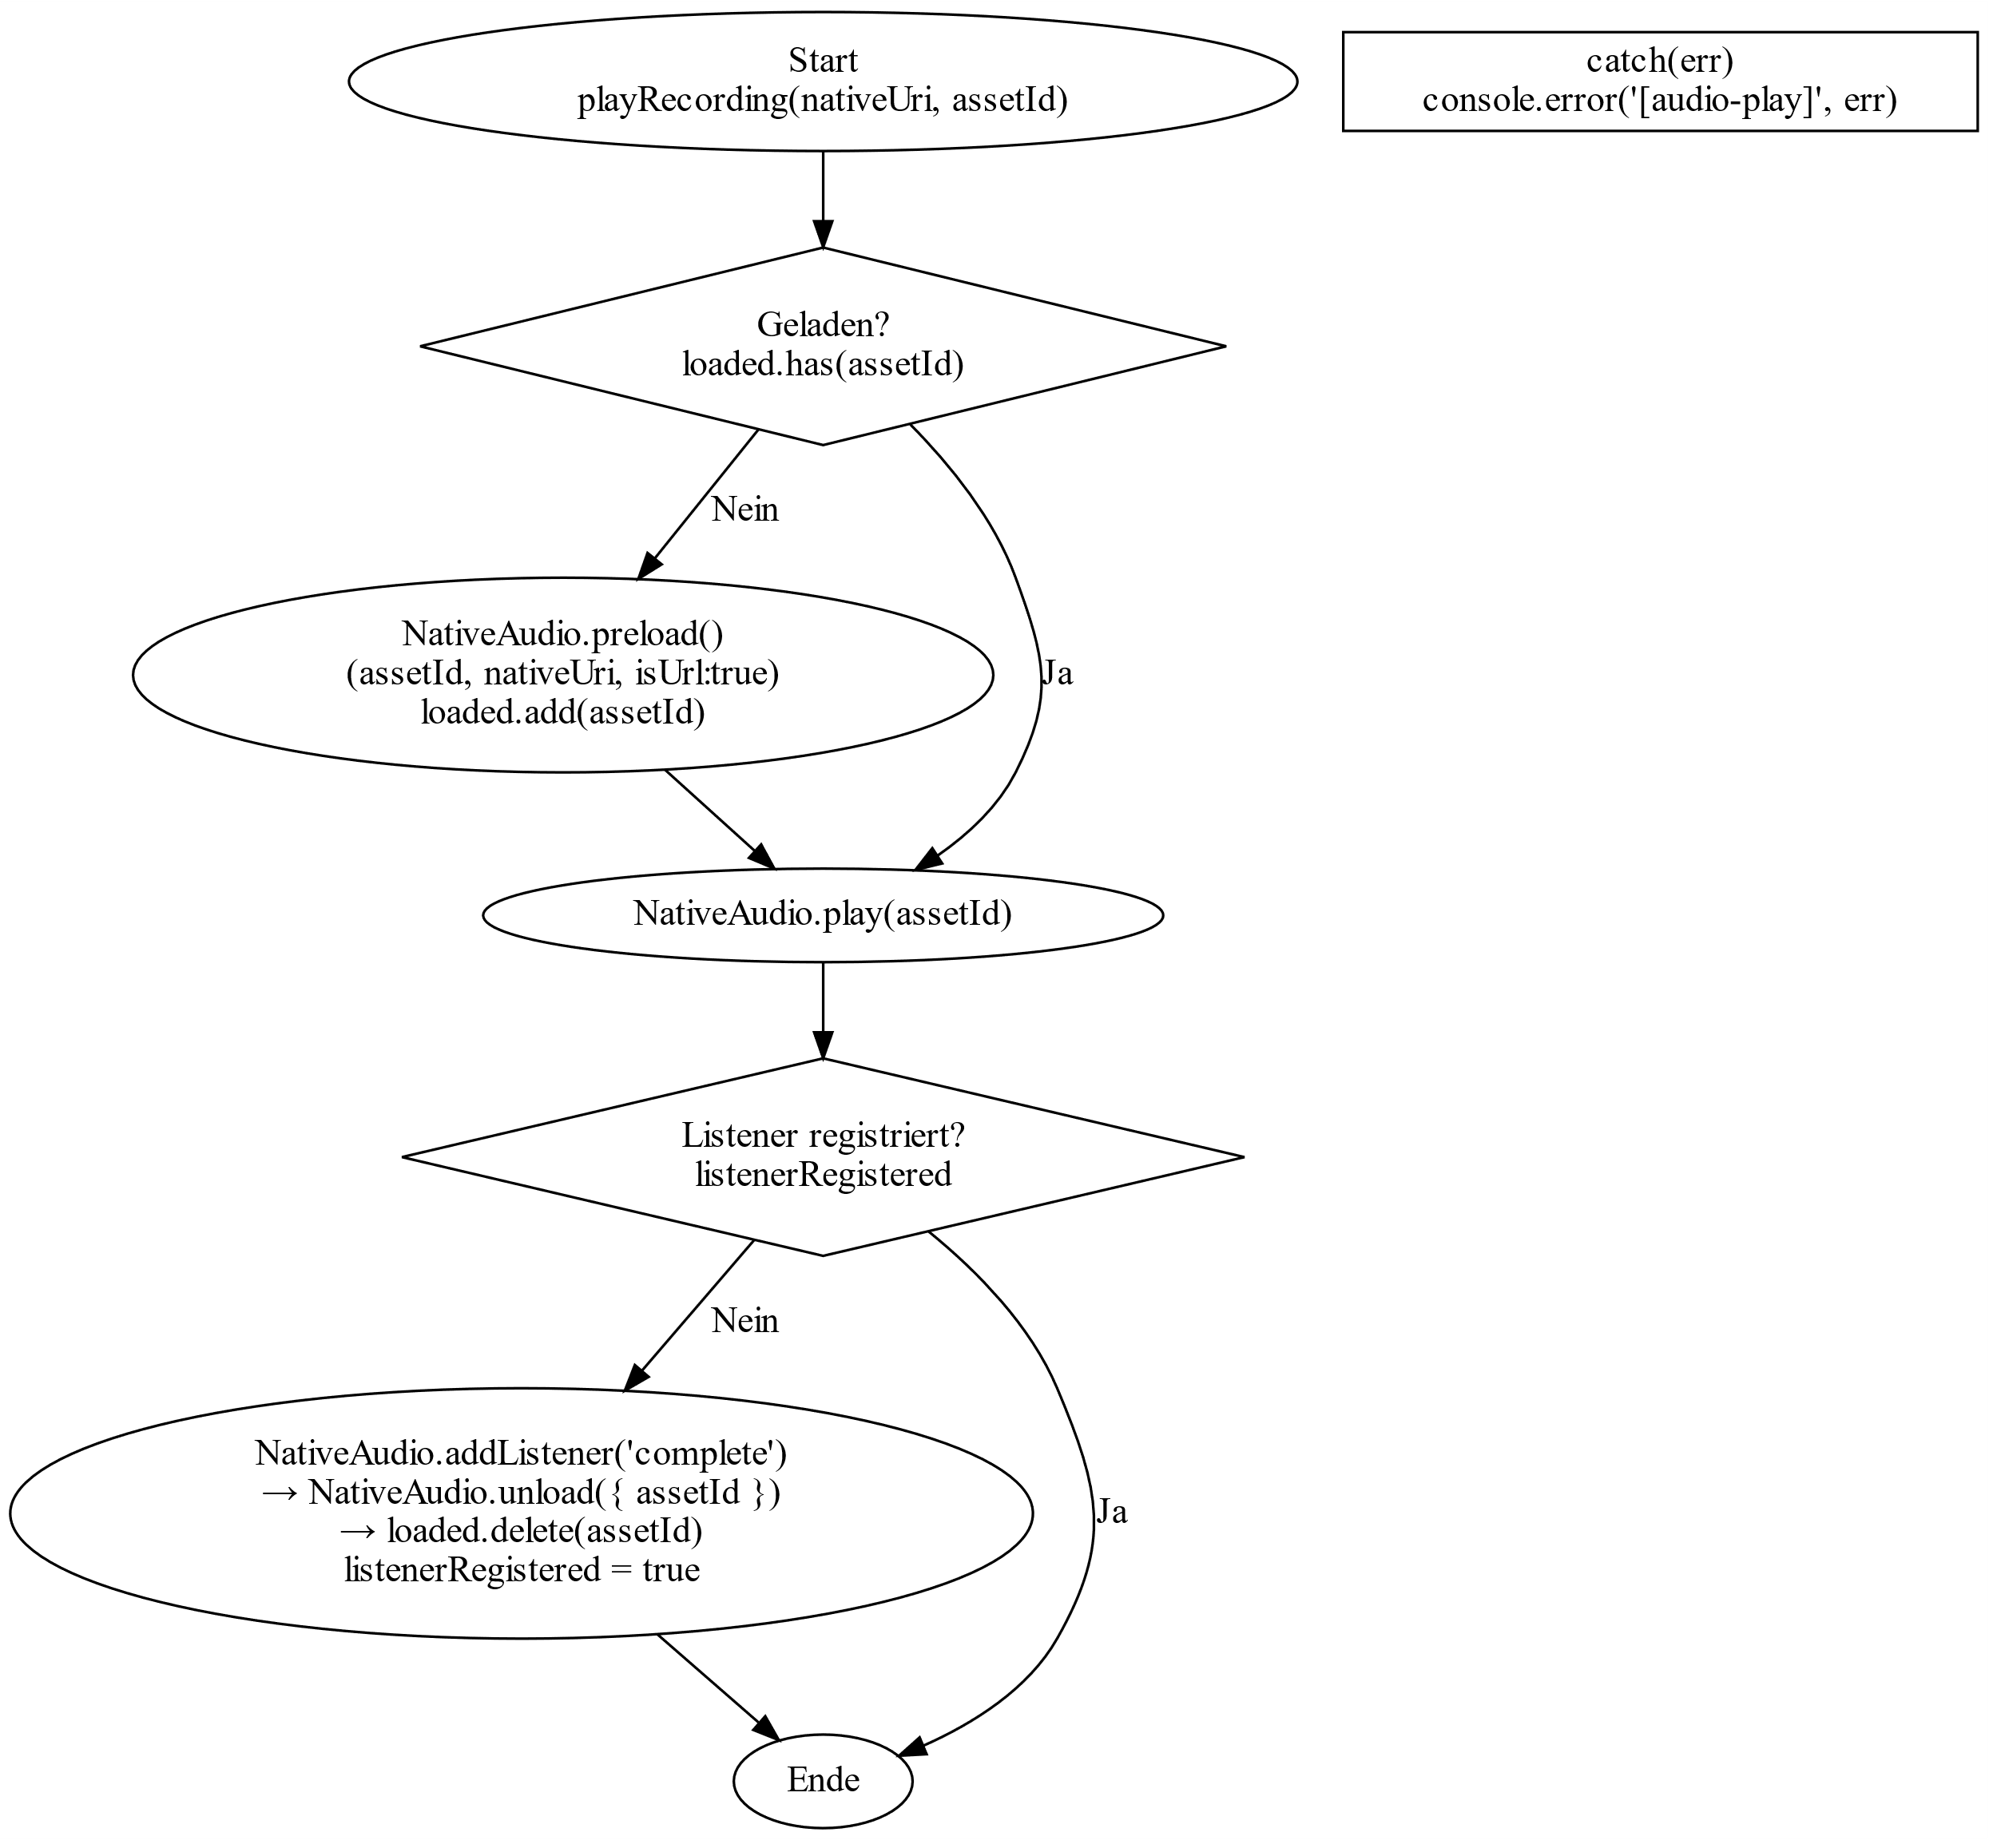 Start
playRecording(nativeUri, assetId)
catch(err)
console.error('[audio-play]', err)
Geladen?
loaded.has(assetId)
Nein
NativeAudio.preload()
(assetId, nativeUri, isUrl:true)
loaded.add(assetId)
Ja
NativeAudio.play(assetId)
Listener registriert?
listenerRegistered
Nein
NativeAudio.addListener('complete')
→ NativeAudio.unload({ assetId })
→ loaded.delete(assetId)
listenerRegistered = true
Ja
Ende